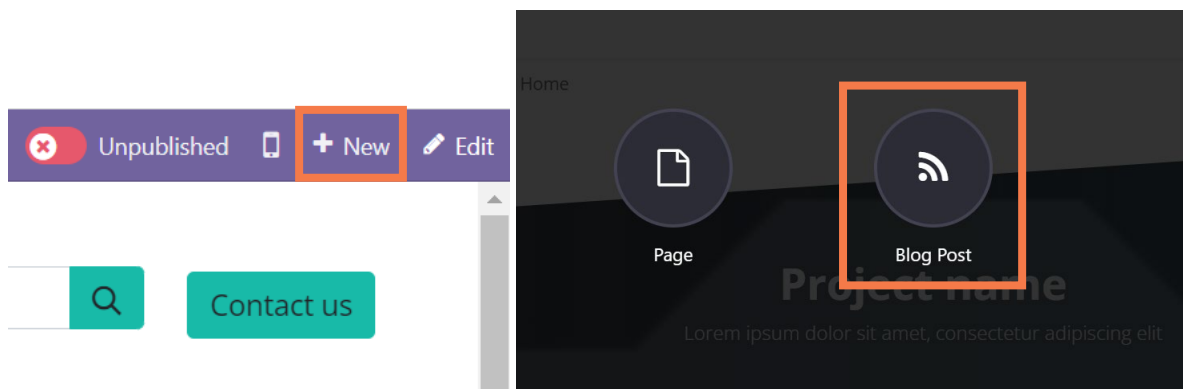 Unpublished
New
Edit
Contact us
Home
Page
Blog Post
Project name
Lorem ipsum dolor sit amet, consectetur adipiscing elit